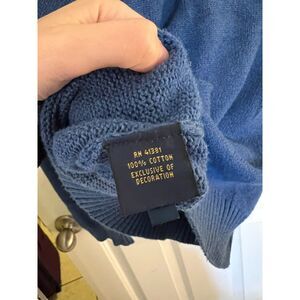 RN 41381
100% COTTON
EXCLUSIVE OF
DECORATION